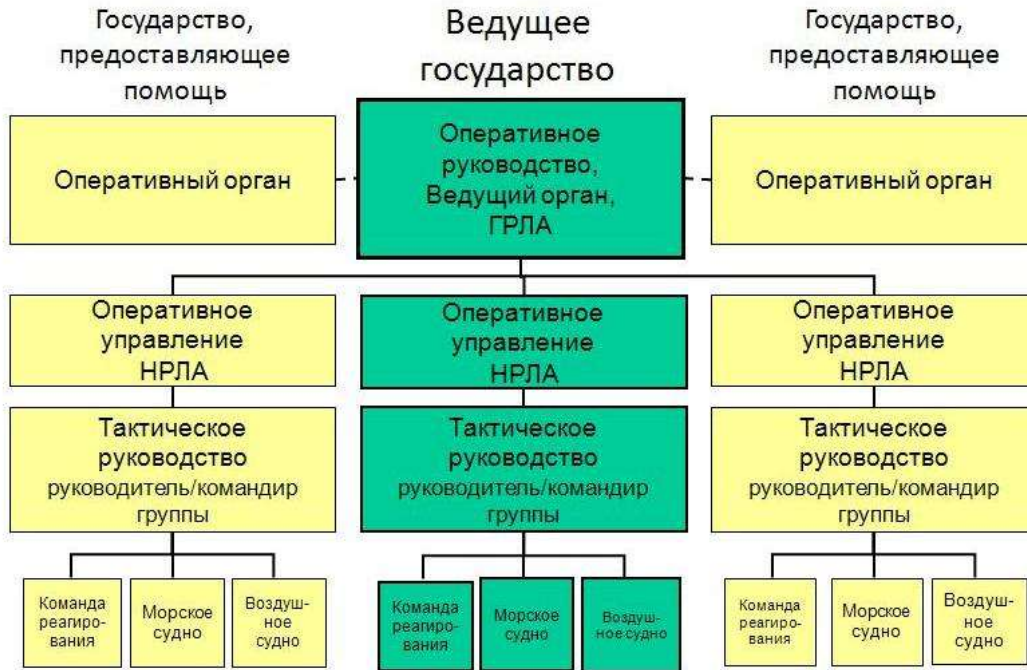 Государство,
предоставляющее
помощь
Ведущее
государство
Государство,
предоставляющее
помощь
Оперативный орган
Оперативное
руководство,
Ведущий орган,
ГРЛА
Оперативный орган
Оперативное
управление
НРЛА
Оперативное
управление
НРЛА
Оперативное
управление
НРЛА
Тактическое
руководство
руководитель/командир
группы
Тактическое
руководство
руководитель/командир
группы
Тактическое
руководство
руководитель/командир
группы
Команда
реагиро-
вания
Морское
судно
Воздуш-
ное
судно
Команда
реагиро-
вания
Морское
судно
Воздуш-
ное судно
Команда
реагиро-
вания
Морское
судно
Воздуш-
ное
судно